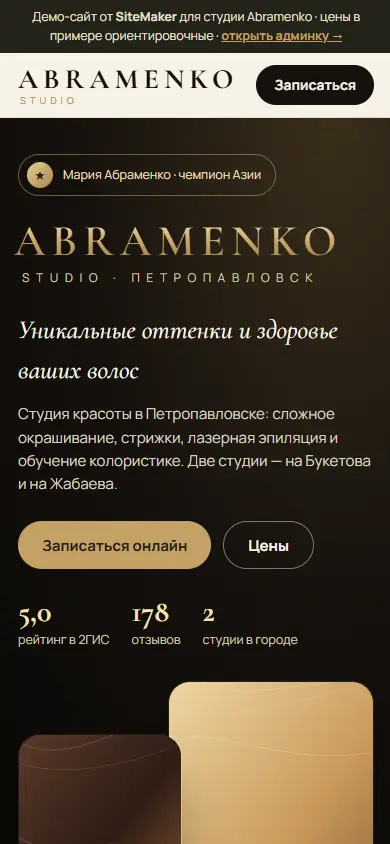 Демо-сайт от SiteMaker для студии Abramenko · цены в
примере ориентировочные · открыть админку →
ABRAMENKO
STUDIO
Записаться
★ Мария Абраменко · чемпион Азии
ABRAMENKO
STUDIO · ПЕТРОПАВЛОВСК
Уникальные оттенки и здоровье
ваших волос
Студия красоты в Петропавловске: сложное
окрашивание, стрижки, лазерная эпиляция и
обучение колористике. Две студии — на Букетова
и на Жабаева.
Записаться онлайн
Цены
5,0
рейтинг в 2ГИС
178
отзывов
2
студии в городе